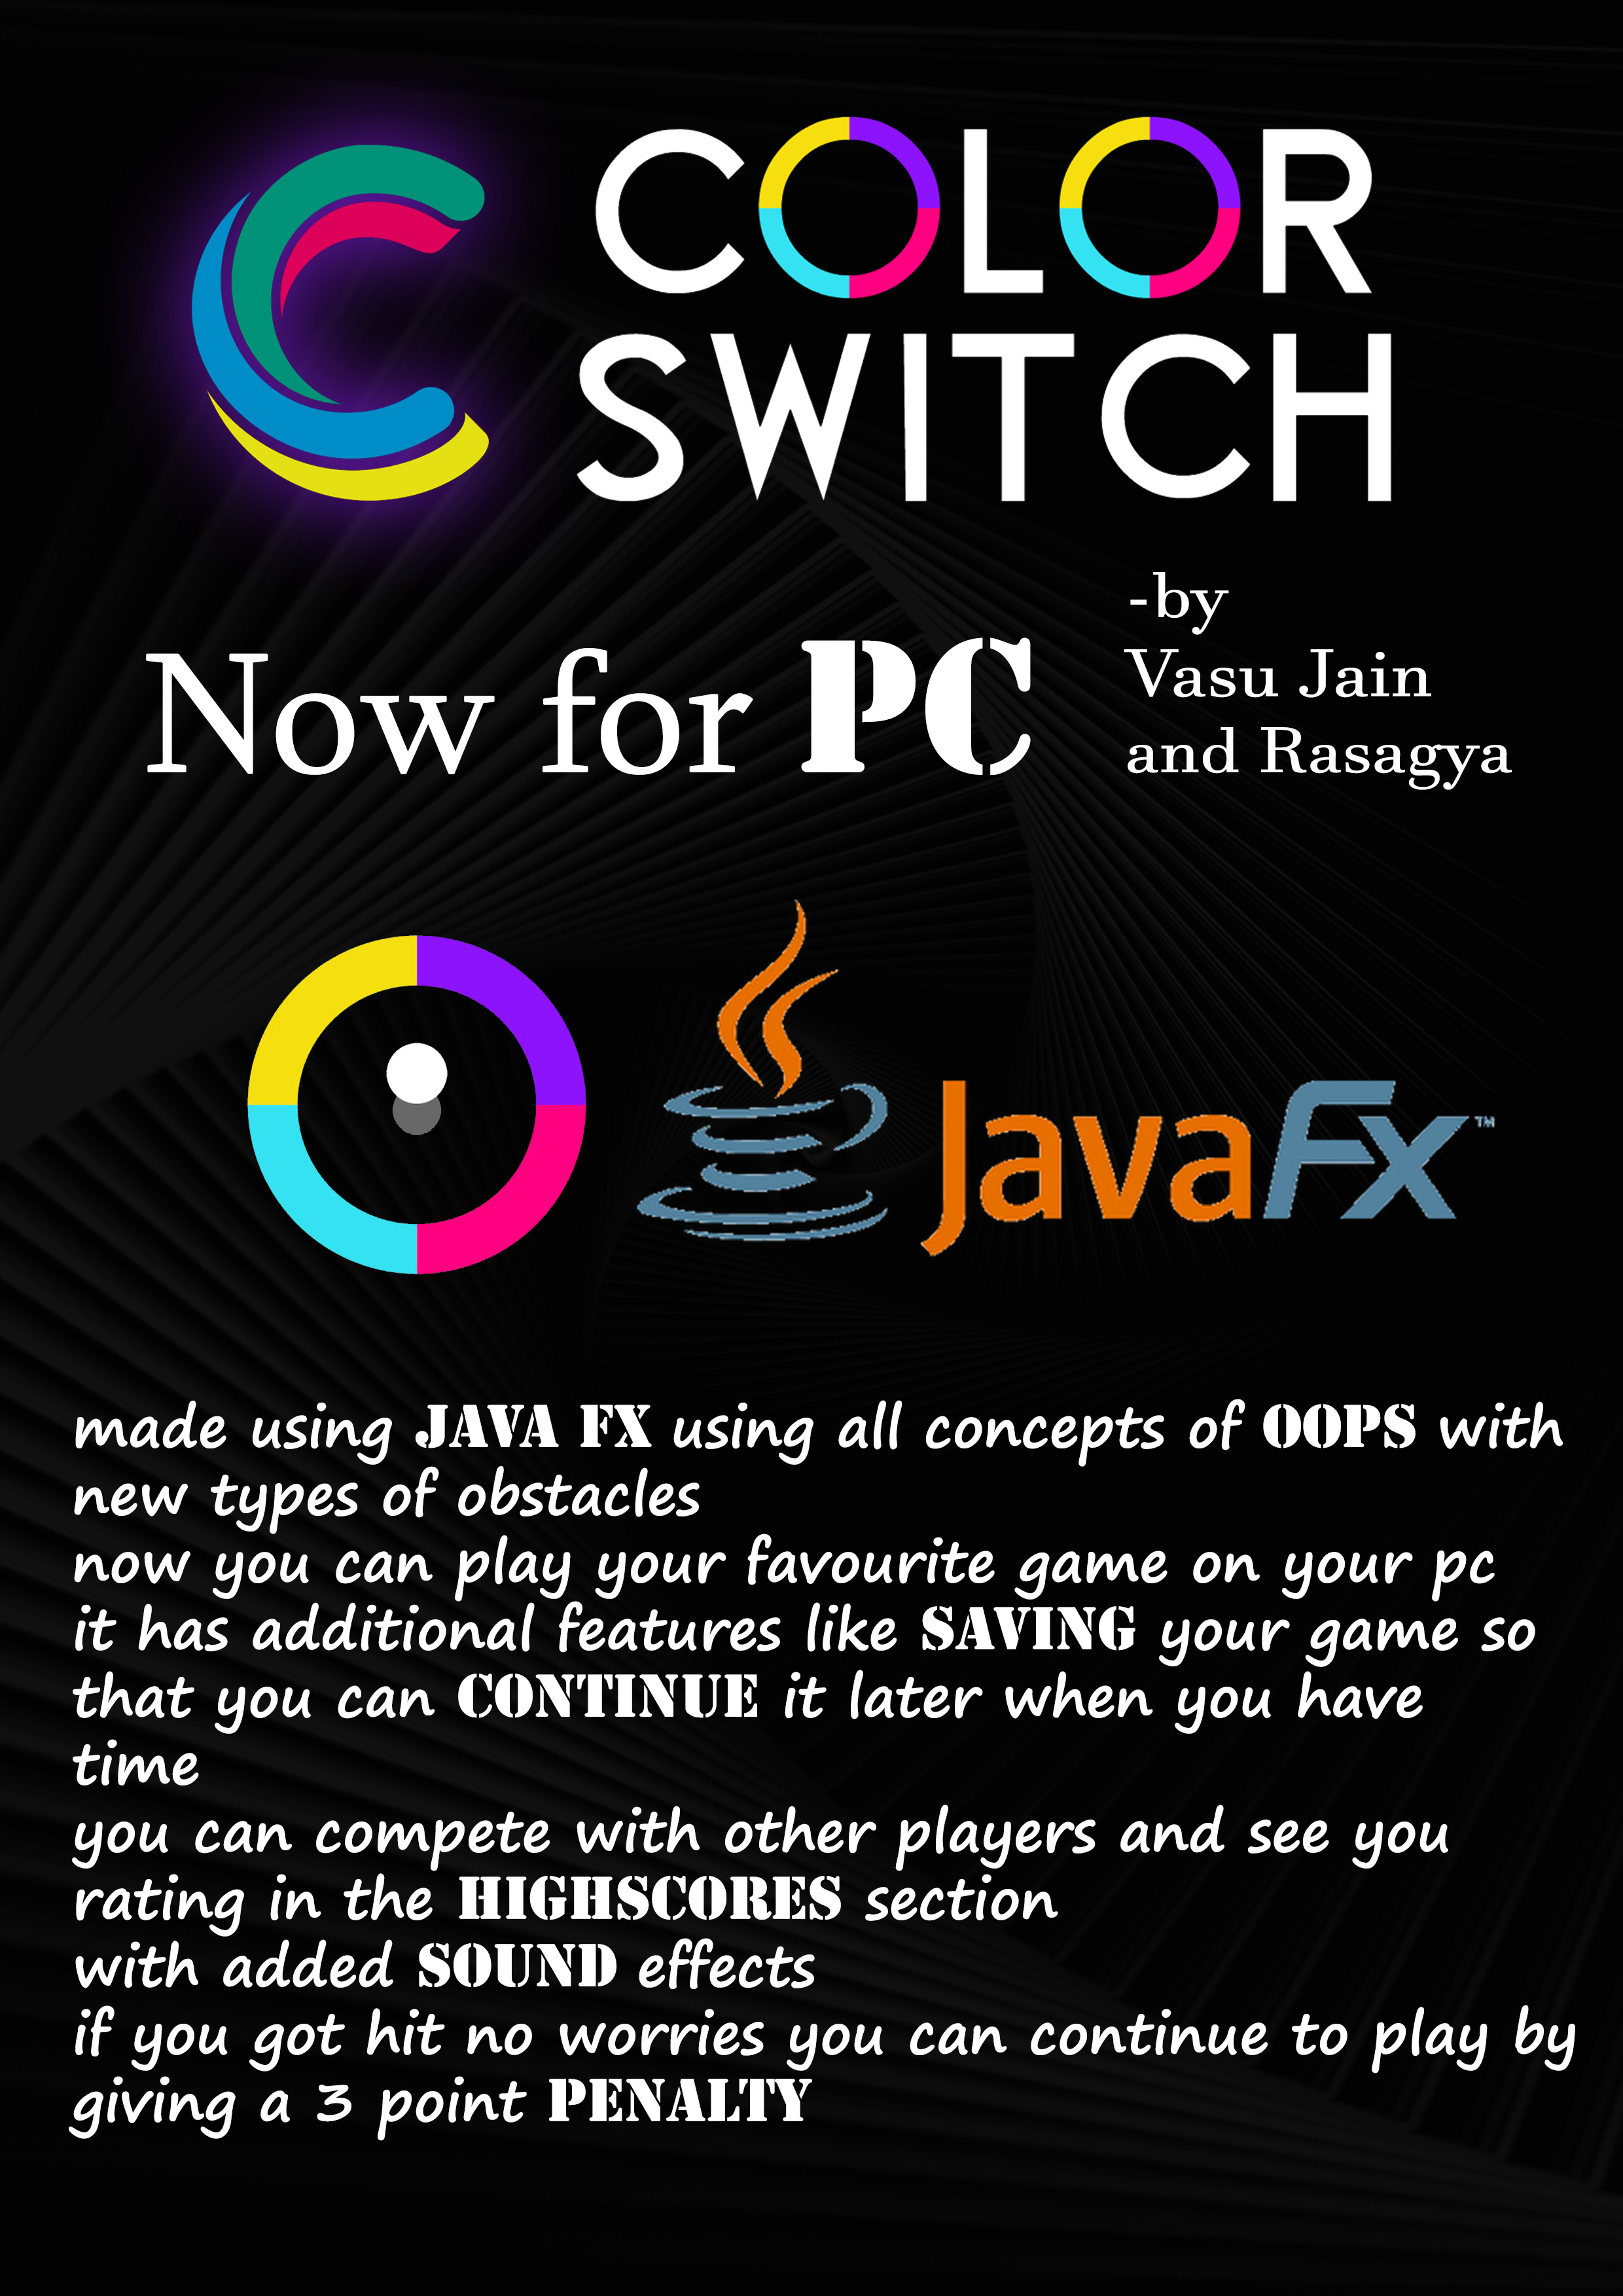 COLOR
SWITCH
-by
Vasu Jain
and Rasagya
Now for PC
JavaFx™
made using JAVA FX using all concepts of OOPS with
new types of obstacles
now you can play your favourite game on your pc
it has additional features like SAVING your game so
that you can CONTINUE it later when you have
time
you can compete with other players and see you
rating in the HIGHSCORES section
with added SOUND effects
if you got hit no worries you can continue to play by
giving a 3 point PENALTY